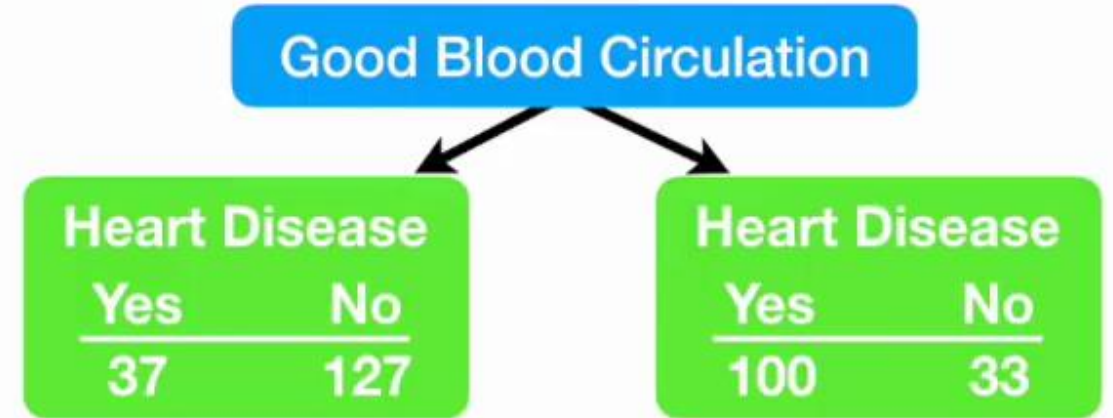 Good Blood Circulation
Heart Disease
Yes No
37 127
Heart Disease
Yes No
100 33